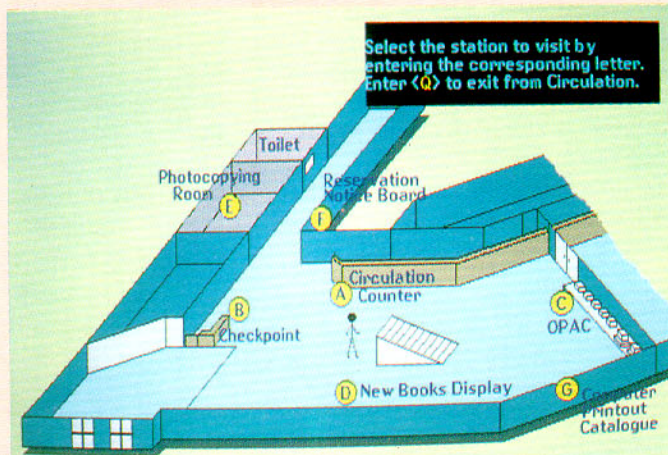 Select the station to visit by
entering the corresponding letter.
Enter <Q> to exit from Circulation.
Toilet
Photocopying
Room E
Reservation
Notice Board
F
Circulation
A Counter
B
Checkpoint
C
OPAC
D New Books Display
G Computer
Printout
Catalogue